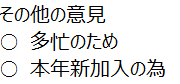 その他の意見
○ 多忙のため
○ 本年新加入の為